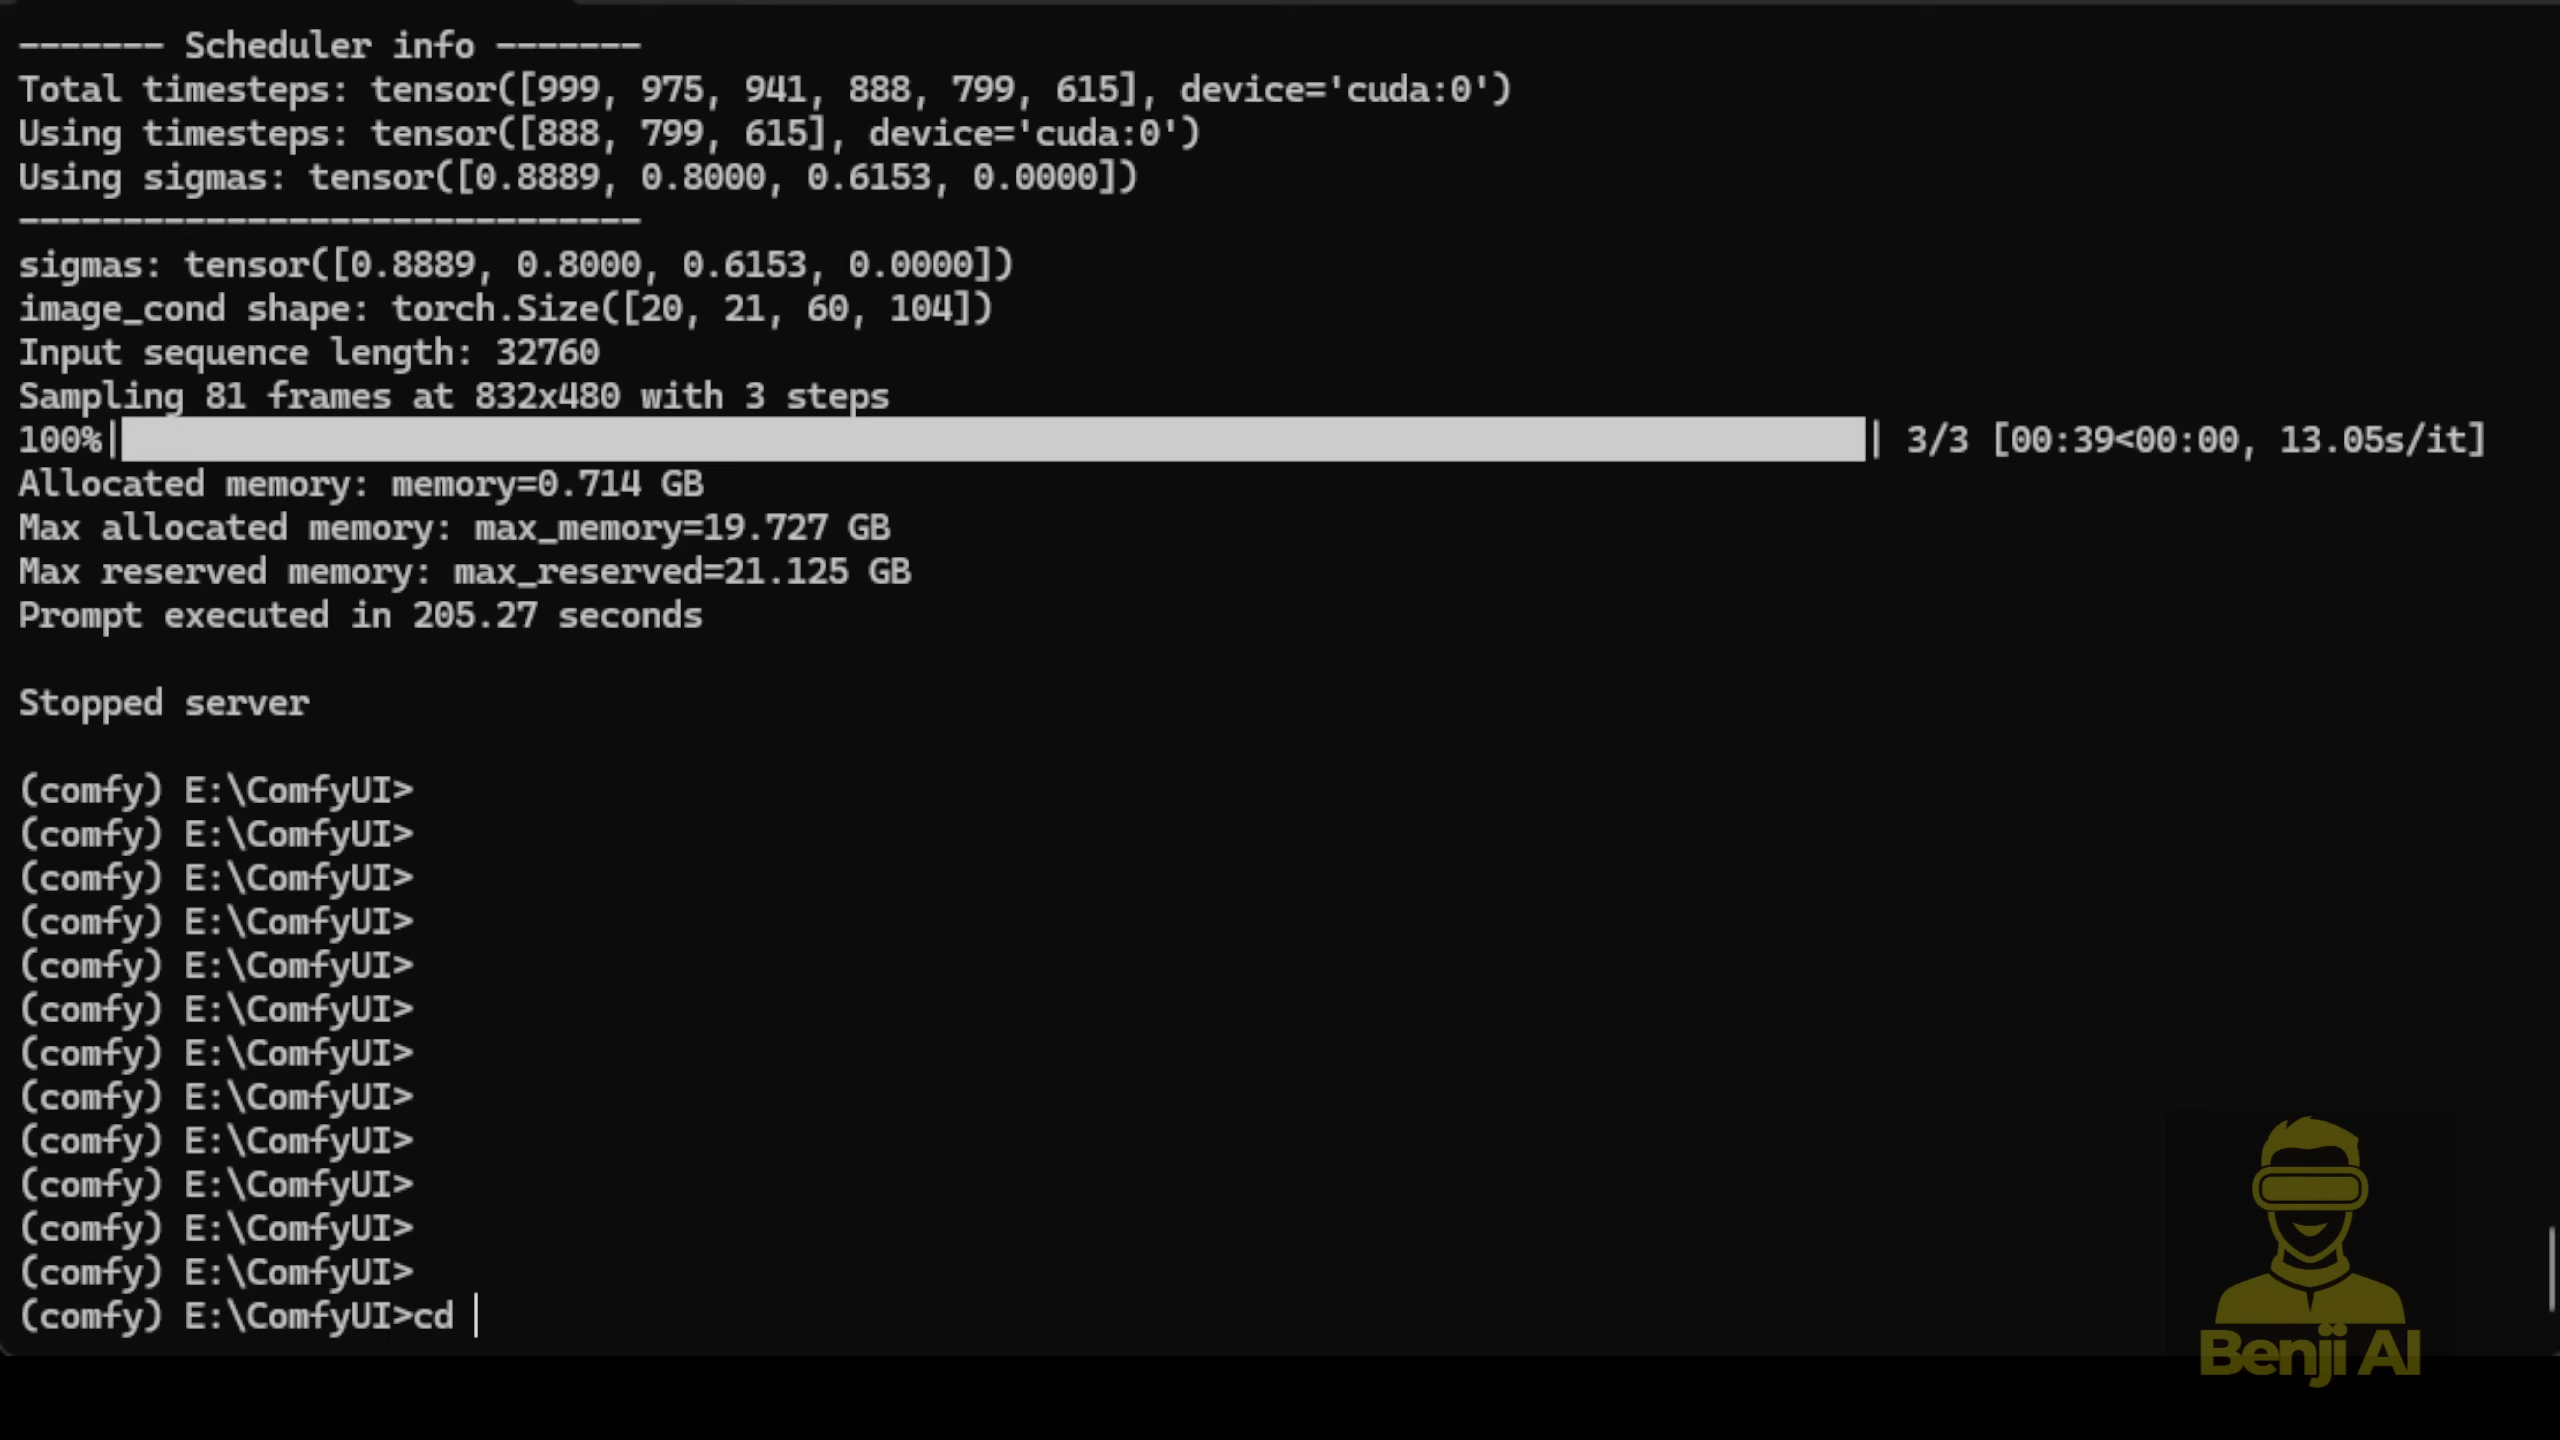 ------- Scheduler info -------
Total timesteps: tensor([999, 975, 941, 888, 799, 615], device='cuda:0')
Using timesteps: tensor([888, 799, 615], device='cuda:0')
Using sigmas: tensor([0.8889, 0.8000, 0.6153, 0.0000])
------------------------------
sigmas: tensor([0.8889, 0.8000, 0.6153, 0.0000])
image_cond shape: torch.Size([20, 21, 60, 104])
Input sequence length: 32760
Sampling 81 frames at 832x480 with 3 steps
100%|          | 3/3 [00:39<00:00, 13.05s/it]
Allocated memory: memory=0.714 GB
Max allocated memory: max_memory=19.727 GB
Max reserved memory: max_reserved=21.125 GB
Prompt executed in 205.27 seconds
Stopped server
(comfy) E:\ComfyUI>
(comfy) E:\ComfyUI>
(comfy) E:\ComfyUI>
(comfy) E:\ComfyUI>
(comfy) E:\ComfyUI>
(comfy) E:\ComfyUI>
(comfy) E:\ComfyUI>
(comfy) E:\ComfyUI>
(comfy) E:\ComfyUI>
(comfy) E:\ComfyUI>
(comfy) E:\ComfyUI>
(comfy) E:\ComfyUI>
(comfy) E:\ComfyUI>cd
Benji AI